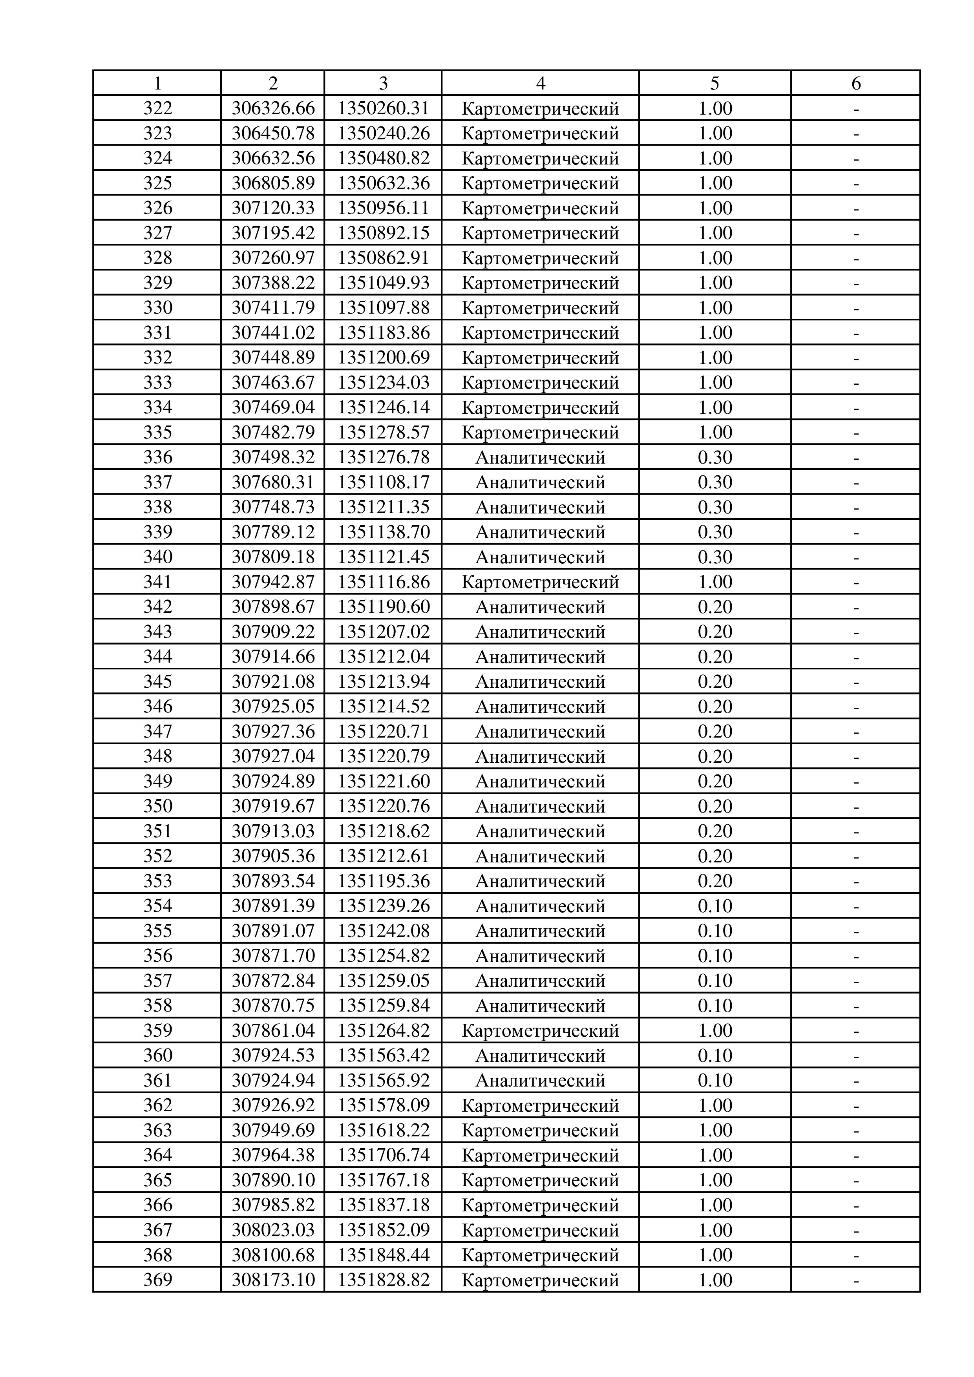 1 2 3 4 5 6
322 306326.66 1350260.31 Картометрический 1.00 -
323 306450.78 1350240.26 Картометрический 1.00 -
324 306632.56 1350480.82 Картометрический 1.00 -
325 306805.89 1350632.36 Картометрический 1.00 -
326 307120.33 1350956.11 Картометрический 1.00 -
327 307195.42 1350892.15 Картометрический 1.00 -
328 307260.97 1350862.91 Картометрический 1.00 -
329 307388.22 1351049.93 Картометрический 1.00 -
330 307411.79 1351097.88 Картометрический 1.00 -
331 307441.02 1351183.86 Картометрический 1.00 -
332 307448.89 1351200.69 Картометрический 1.00 -
333 307463.67 1351234.03 Картометрический 1.00 -
334 307469.04 1351246.14 Картометрический 1.00 -
335 307482.79 1351278.57 Картометрический 1.00 -
336 307498.32 1351276.78 Аналитический 0.30 -
337 307680.31 1351108.17 Аналитический 0.30 -
338 307748.73 1351211.35 Аналитический 0.30 -
339 307789.12 1351138.70 Аналитический 0.30 -
340 307809.18 1351121.45 Аналитический 0.30 -
341 307942.87 1351116.86 Картометрический 1.00 -
342 307898.67 1351190.60 Аналитический 0.20 -
343 307909.22 1351207.02 Аналитический 0.20 -
344 307914.66 1351212.04 Аналитический 0.20 -
345 307921.08 1351213.94 Аналитический 0.20 -
346 307925.05 1351214.52 Аналитический 0.20 -
347 307927.36 1351220.71 Аналитический 0.20 -
348 307927.04 1351220.79 Аналитический 0.20 -
349 307924.89 1351221.60 Аналитический 0.20 -
350 307919.67 1351220.76 Аналитический 0.20 -
351 307913.03 1351218.62 Аналитический 0.20 -
352 307905.36 1351212.61 Аналитический 0.20 -
353 307893.54 1351195.36 Аналитический 0.20 -
354 307891.39 1351239.26 Аналитический 0.10 -
355 307891.07 1351242.08 Аналитический 0.10 -
356 307871.70 1351254.82 Аналитический 0.10 -
357 307872.84 1351259.05 Аналитический 0.10 -
358 307870.75 1351259.84 Аналитический 0.10 -
359 307861.04 1351264.82 Картометрический 1.00 -
360 307924.53 1351563.42 Аналитический 0.10 -
361 307924.94 1351565.92 Аналитический 0.10 -
362 307926.92 1351578.09 Картометрический 1.00 -
363 307949.69 1351618.22 Картометрический 1.00 -
364 307964.38 1351706.74 Картометрический 1.00 -
365 307890.10 1351767.18 Картометрический 1.00 -
366 307985.82 1351837.18 Картометрический 1.00 -
367 308023.03 1351852.09 Картометрический 1.00 -
368 308100.68 1351848.44 Картометрический 1.00 -
369 308173.10 1351828.82 Картометрический 1.00 -